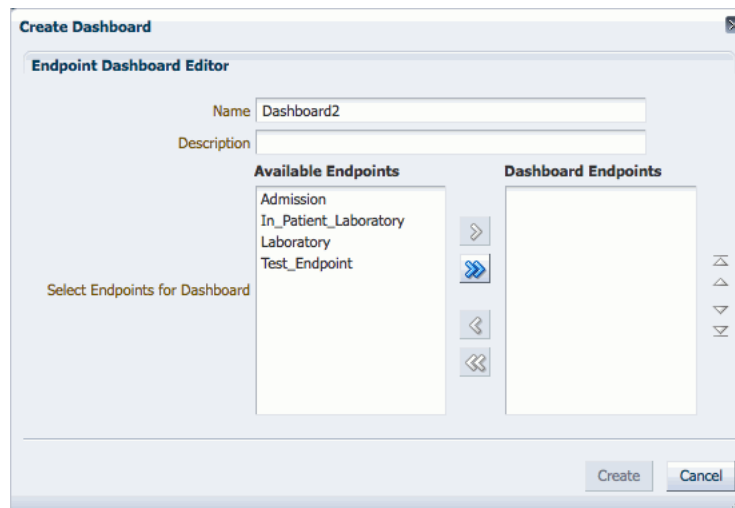 Create Dashboard
Endpoint Dashboard Editor
Name Dashboard2
Description
Available Endpoints Dashboard Endpoints
Admission
In_Patient_Laboratory
Laboratory
Test_Endpoint
Select Endpoints for Dashboard
Create Cancel